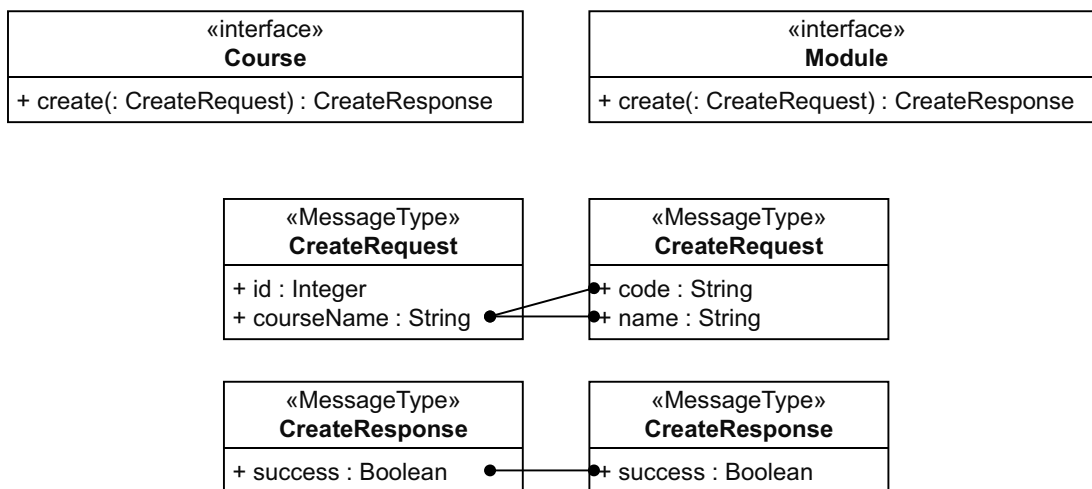 «interface»
Course
+ create(: CreateRequest) : CreateResponse
«interface»
Module
+ create(: CreateRequest) : CreateResponse
«MessageType»
CreateRequest
+ id : Integer
+ courseName : String
«MessageType»
CreateRequest
+ code : String
+ name : String
«MessageType»
CreateResponse
+ success : Boolean
«MessageType»
CreateResponse
+ success : Boolean